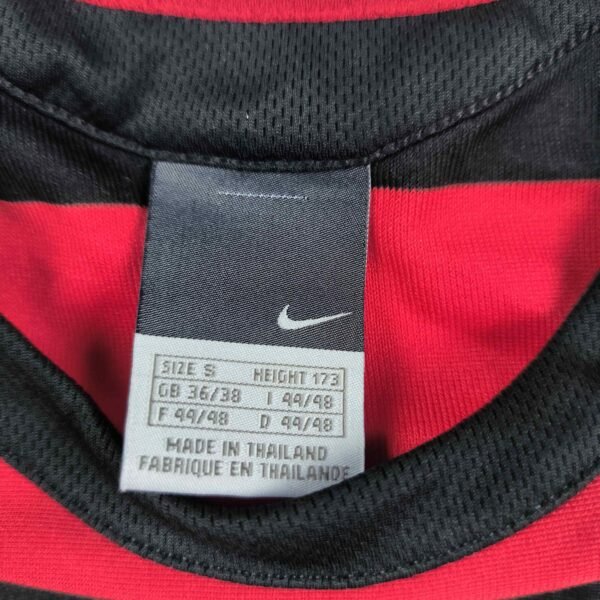 SIZE S HEIGHT 173
GB 36/38 I 44/48
F 44/48 D 44/48
MADE IN THAILAND
FABRIQUE EN THAILANDE